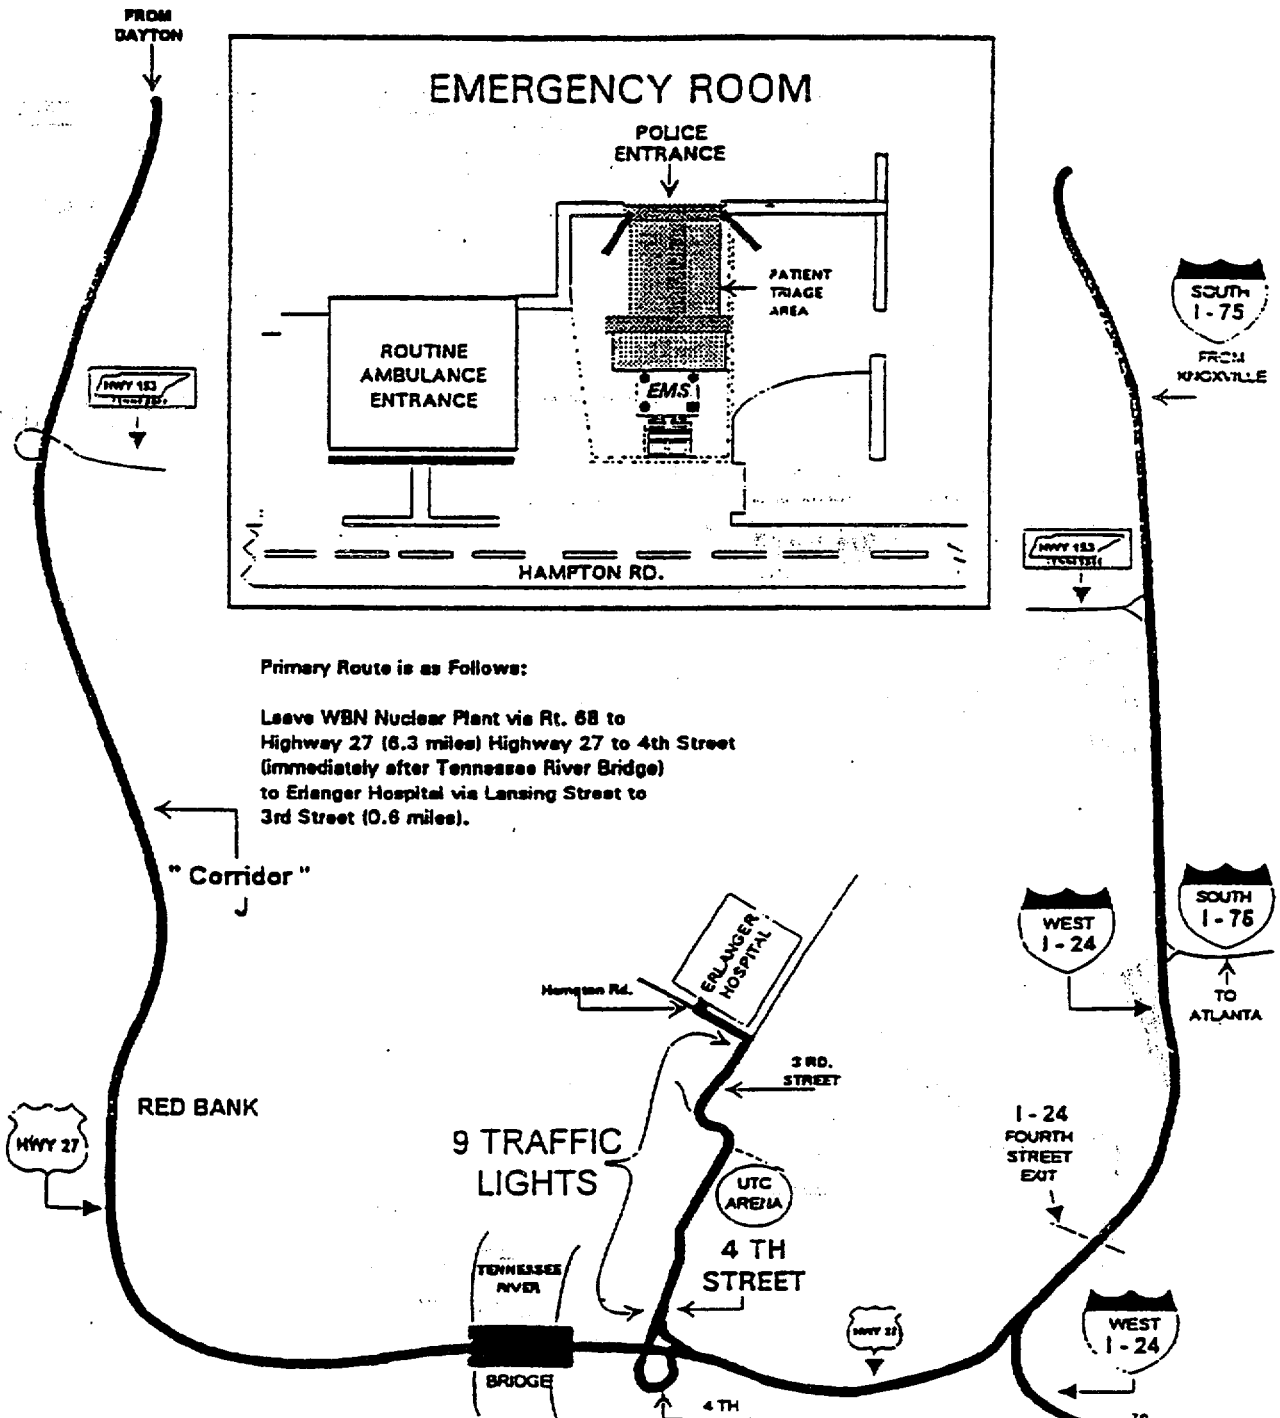 FROM
DAYTON
EMERGENCY ROOM
POLICE
ENTRANCE
PATIENT
TRIAGE
AREA
ROUTINE
AMBULANCE
ENTRANCE
EMS
HAMPTON RD.
HWY 153
SOUTH
I - 75
FROM
KNOXVILLE
HWY 153
Primary Route is as Follows:
Leave WBN Nuclear Plant via Rt. 68 to
Highway 27 (6.3 miles) Highway 27 to 4th Street
(immediately after Tennessee River Bridge)
to Erlanger Hospital via Lansing Street to
3rd Street (0.6 miles).
" Corridor "
J
ERLANGER
HOSPITAL
Hampton Rd.
WEST
I - 24
SOUTH
I - 75
TO
ATLANTA
3 RD.
STREET
RED BANK
HWY 27
9 TRAFFIC
LIGHTS
I - 24
FOURTH
STREET
EXIT
UTC
ARENA
4 TH
STREET
TENNESSEE
RIVER
BRIDGE
HWY 27
WEST
I - 24
4 TH